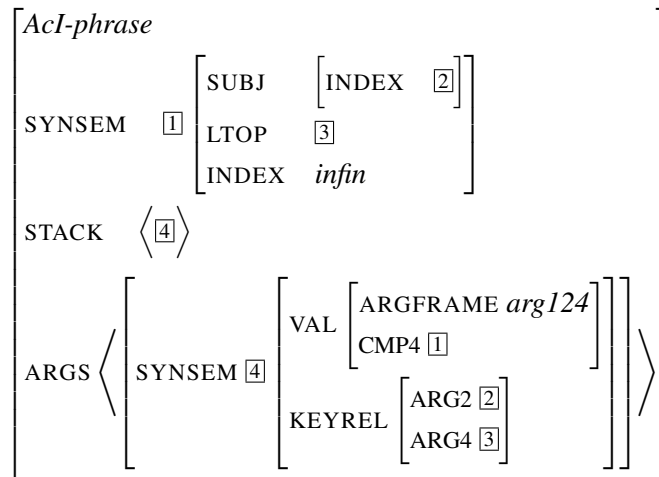 AcI-phrase
SUBJ [INDEX 2]
SYNSEM 1 LTOP 3
INDEX infin
STACK ⟨4⟩
ARGS ⟨ SYNSEM 4 VAL ARGFRAME arg124
CMP4 1
KEYREL ARG2 2
ARG4 3 ⟩